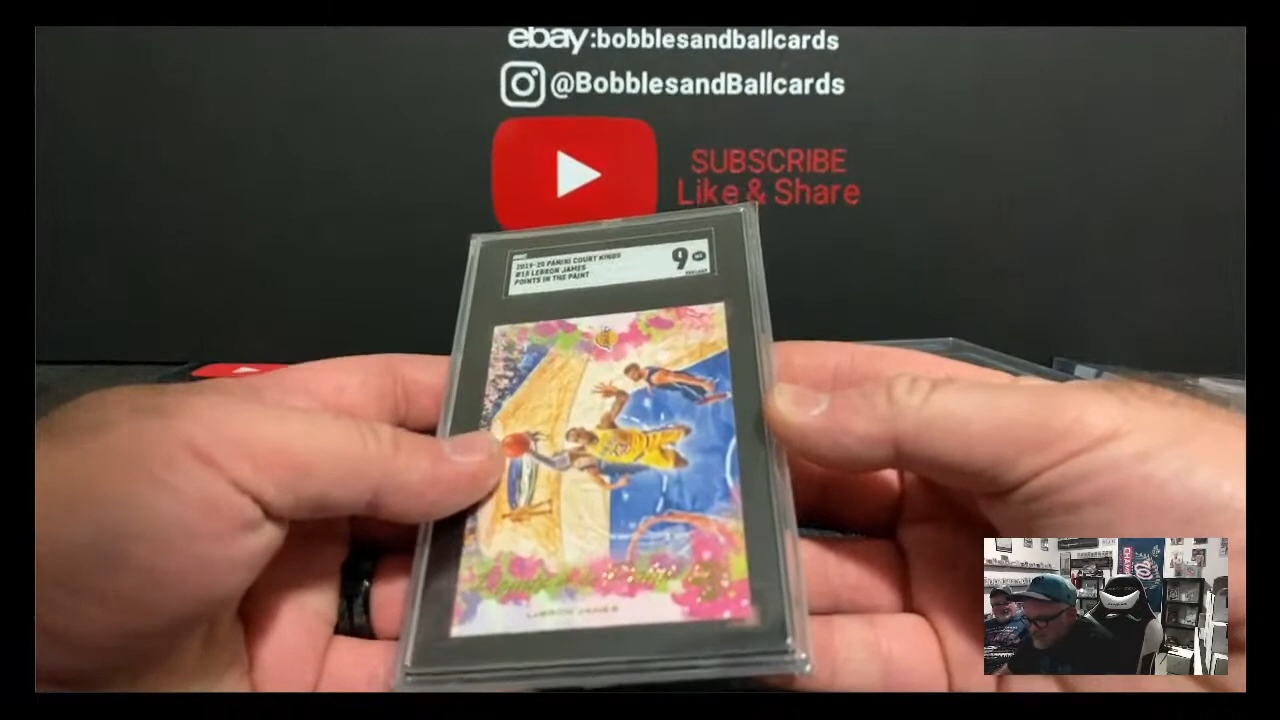 ebay:bobblesandballcards
@BobblesandBallcards
SUBSCRIBE
Like & Share
2019-20 PANINI COURT KINGS
#13 LEBRON JAMES
POINTS IN THE PAINT
9
LEBRON JAMES